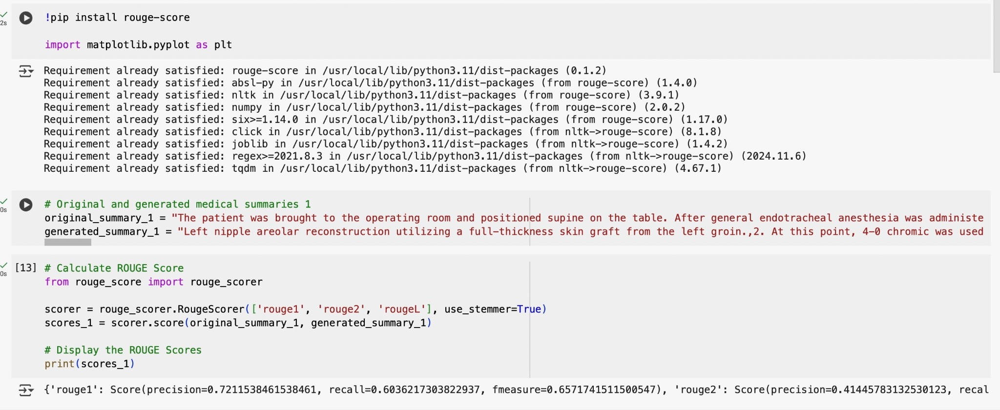 2s
!pip install rouge-score
import matplotlib.pyplot as plt
Requirement already satisfied: rouge-score in /usr/local/lib/python3.11/dist-packages (0.1.2)
Requirement already satisfied: absl-py in /usr/local/lib/python3.11/dist-packages (from rouge-score) (1.4.0)
Requirement already satisfied: nltk in /usr/local/lib/python3.11/dist-packages (from rouge-score) (3.9.1)
Requirement already satisfied: numpy in /usr/local/lib/python3.11/dist-packages (from rouge-score) (2.0.2)
Requirement already satisfied: six>=1.14.0 in /usr/local/lib/python3.11/dist-packages (from rouge-score) (1.17.0)
Requirement already satisfied: click in /usr/local/lib/python3.11/dist-packages (from nltk->rouge-score) (8.1.8)
Requirement already satisfied: joblib in /usr/local/lib/python3.11/dist-packages (from nltk->rouge-score) (1.4.2)
Requirement already satisfied: regex>=2021.8.3 in /usr/local/lib/python3.11/dist-packages (from nltk->rouge-score) (2024.11.6)
Requirement already satisfied: tqdm in /usr/local/lib/python3.11/dist-packages (from nltk->rouge-score) (4.67.1)
0s
# Original and generated medical summaries 1
original_summary_1 = "The patient was brought to the operating room and positioned supine on the table. After general endotracheal anesthesia was administe
generated_summary_1 = "Left nipple areolar reconstruction utilizing a full-thickness skin graft from the left groin.,2. At this point, 4-0 chromic was used
0s
[13] # Calculate ROUGE Score
from rouge_score import rouge_scorer
scorer = rouge_scorer.RougeScorer(['rouge1', 'rouge2', 'rougeL'], use_stemmer=True)
scores_1 = scorer.score(original_summary_1, generated_summary_1)
# Display the ROUGE Scores
print(scores_1)
{'rouge1': Score(precision=0.7211538461538461, recall=0.6036217303822937, fmeasure=0.6571741511500547), 'rouge2': Score(precision=0.41445783132530123, recal